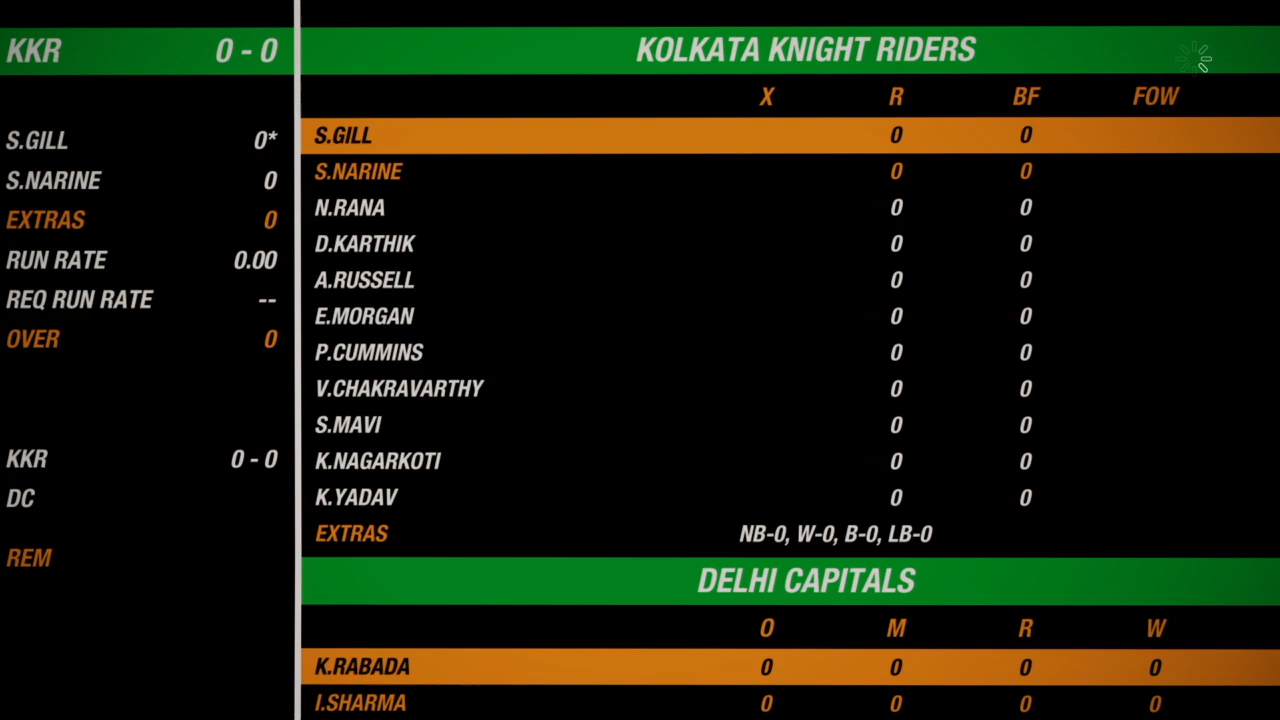 KKR 0 - 0
S.GILL 0*
S.NARINE 0
EXTRAS 0
RUN RATE 0.00
REQ RUN RATE --
OVER 0
KKR 0 - 0
DC
REM
KOLKATA KNIGHT RIDERS
X R BF FOW
S.GILL 0 0
S.NARINE 0 0
N.RANA 0 0
D.KARTHIK 0 0
A.RUSSELL 0 0
E.MORGAN 0 0
P.CUMMINS 0 0
V.CHAKRAVARTHY 0 0
S.MAVI 0 0
K.NAGARKOTI 0 0
K.YADAV 0 0
EXTRAS NB-0, W-0, B-0, LB-0
DELHI CAPITALS
O M R W
K.RABADA 0 0 0 0
I.SHARMA 0 0 0 0